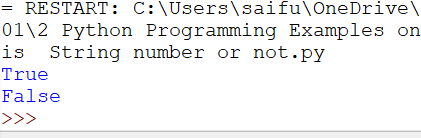 = RESTART: C:\Users\saifu\OneDrive\
01\2 Python Programming Examples on
is  String number or not.py
True
False
>>>